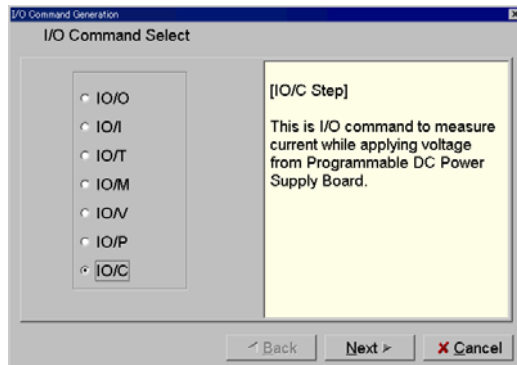 I/O Command Generation
I/O Command Select
IO/O
IO/I
IO/T
IO/M
IO/V
IO/P
IO/C
[IO/C Step]
This is I/O command to measure
current while applying voltage
from Programmable DC Power
Supply Board.
Back
Next
Cancel